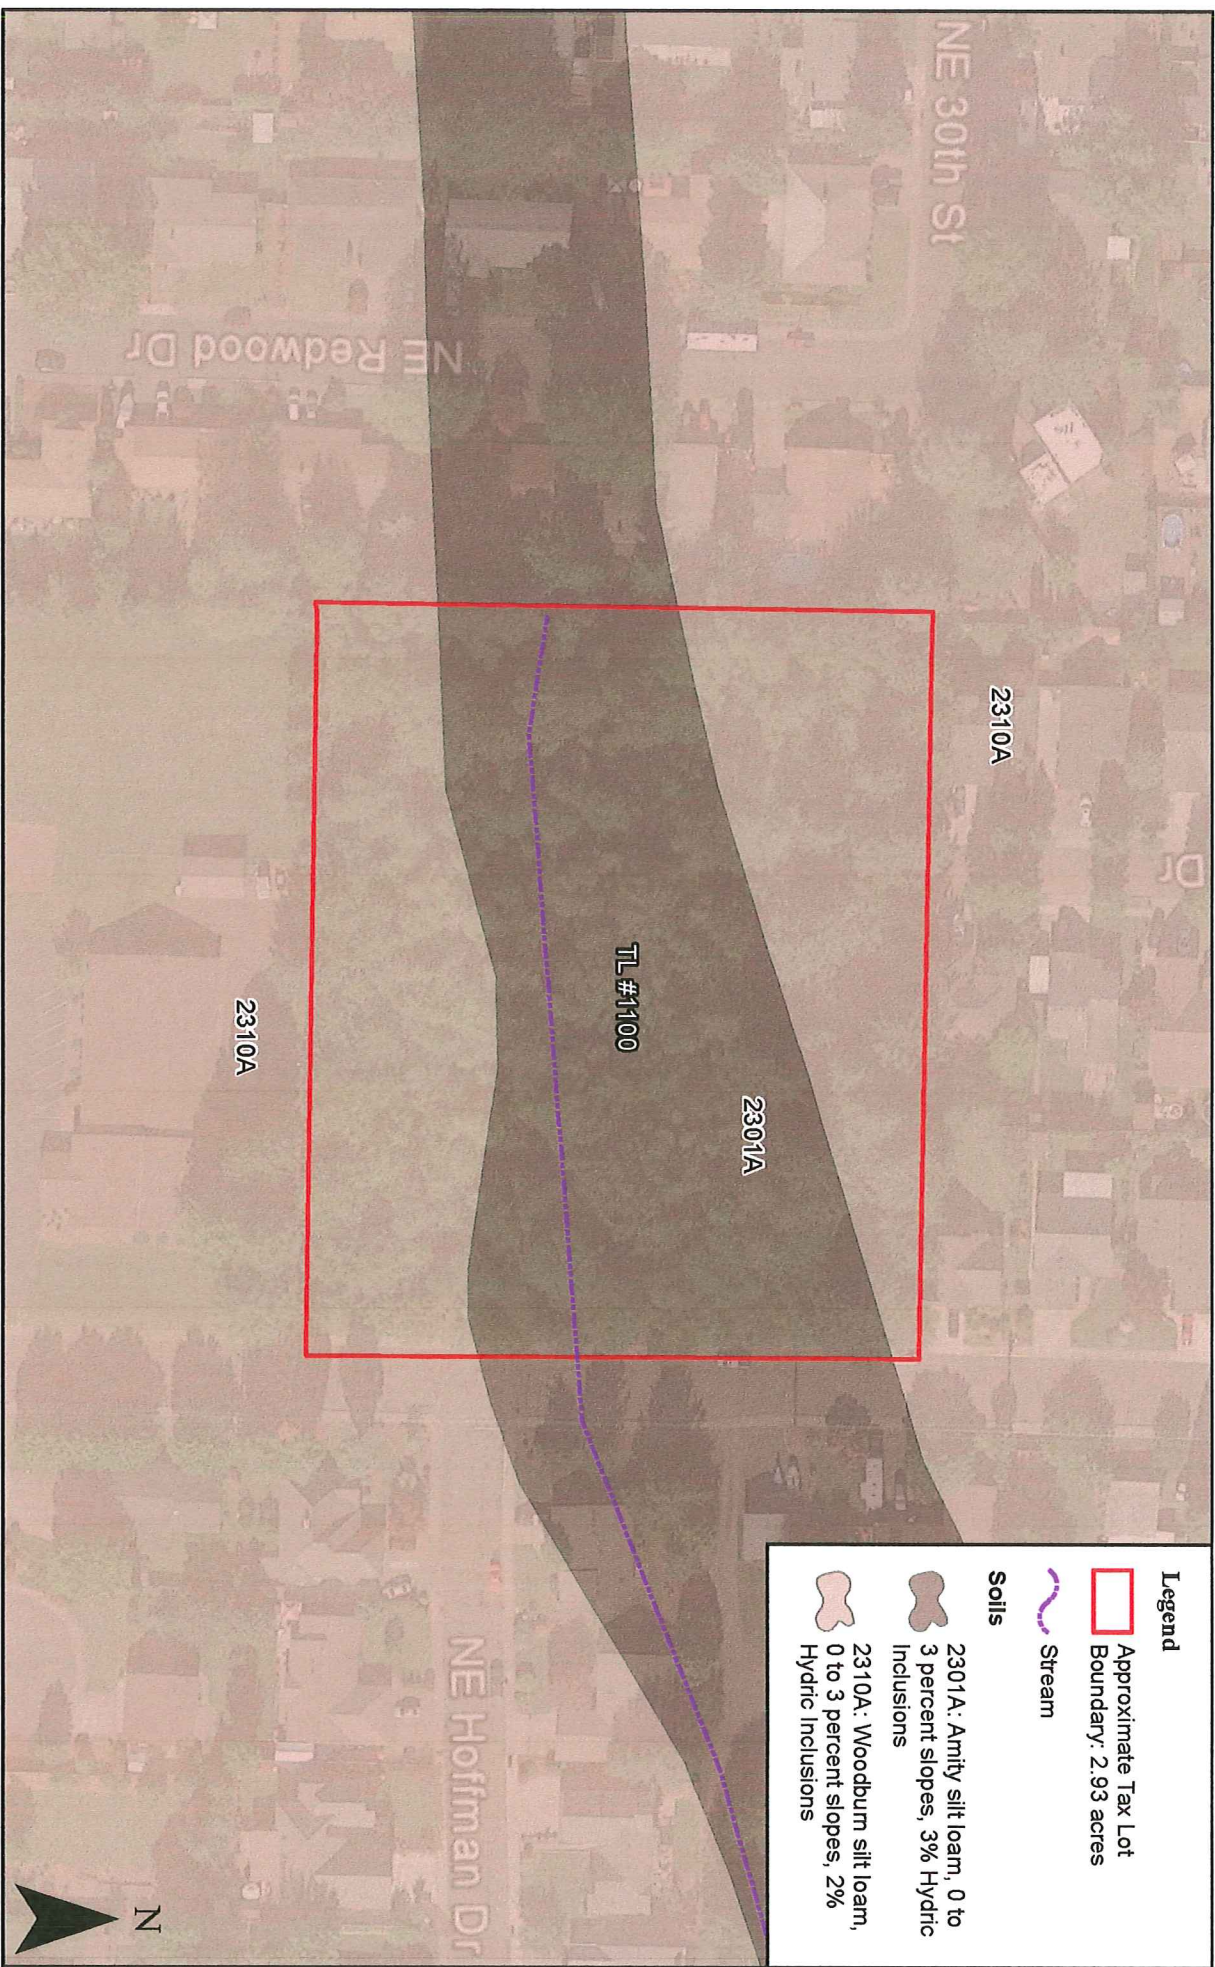 NE 30th St
NE Redwood Dr
2310A
Dr
TL #1100
2301A
2310A
NE Hoffman Dr
Legend
Approximate Tax Lot
Boundary: 2.93 acres
Stream
Soils
2301A: Amity silt loam, 0 to
3 percent slopes, 3% Hydric
Inclusions
2310A: Woodburn silt loam,
0 to 3 percent slopes, 2%
Hydric Inclusions
N